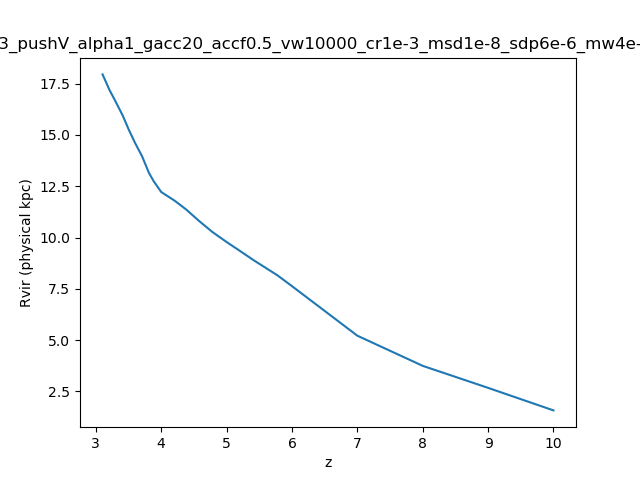 3_pushV_alpha1_gacc20_accf0.5_vw10000_cr1e-3_msd1e-8_sdp6e-6_mw4e-
17.5
15.0
12.5
10.0
7.5
5.0
2.5
Rvir (physical kpc)
3 4 5 6 7 8 9 10
z